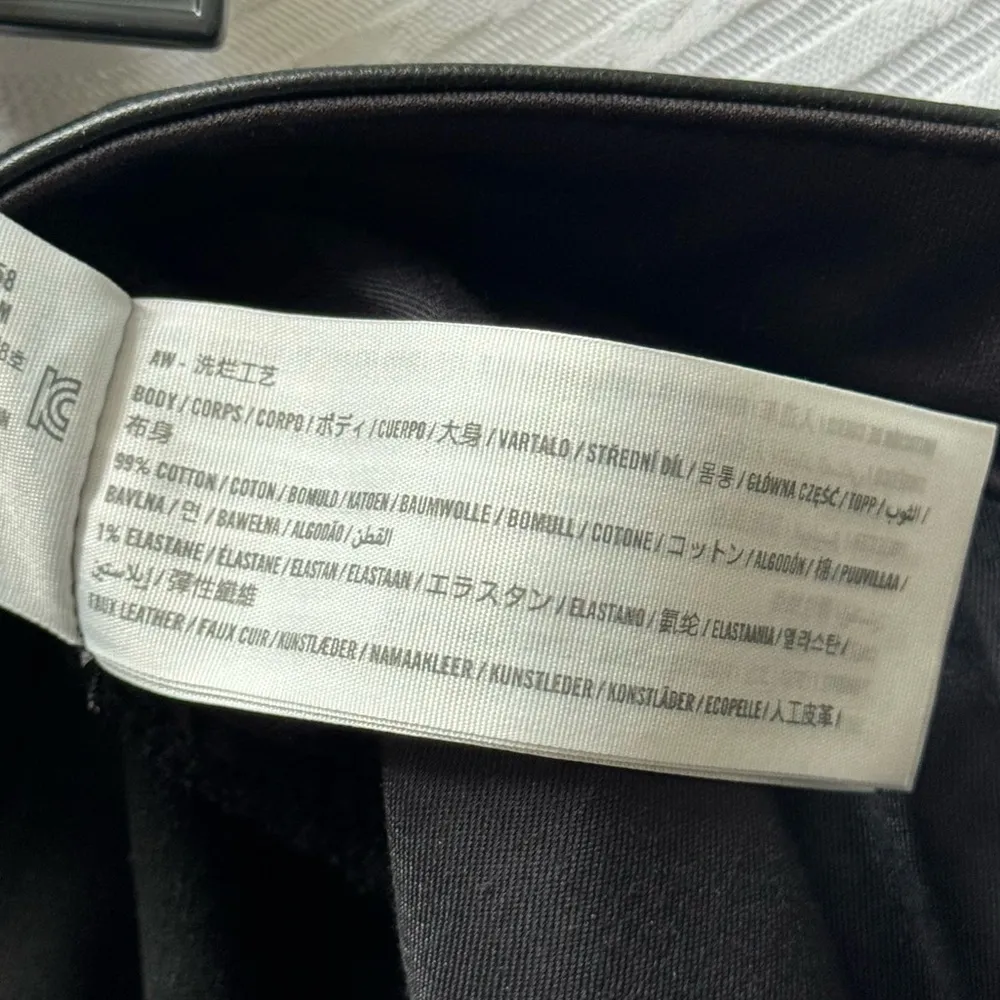 58
M
8호
AW - 洗烂工艺
BODY / CORPS / CORPO / ボディ / CUERPO / 大身 / VARTALO / STŘEDNÍ DÍL / 몸통 / GŁÓWNA CZĘŚĆ / TOPP / الثوب /
布身
99% COTTON / COTON / BOMULD / KATOEN / BAUMWOLLE / BOMULL / COTONE / コットン / ALGODÓN / 棉 / PUUVILLAA /
BAVLNA / 면 / BAWEŁNA / ALGODÃO / القطن
1% ELASTANE / ÉLASTANE / ELASTAN / ELASTAAN / エラスタン / ELASTANO / 氨纶 / ELASTAANIA / 엘라스탄 /
إيلاستين / 彈性纖維
FAUX LEATHER / FAUX CUIR / KUNSTLÆDER / NAMAAKLEER / KUNSTLEDER / KONSTLÄDER / ECOPELLE / 人工皮革 /